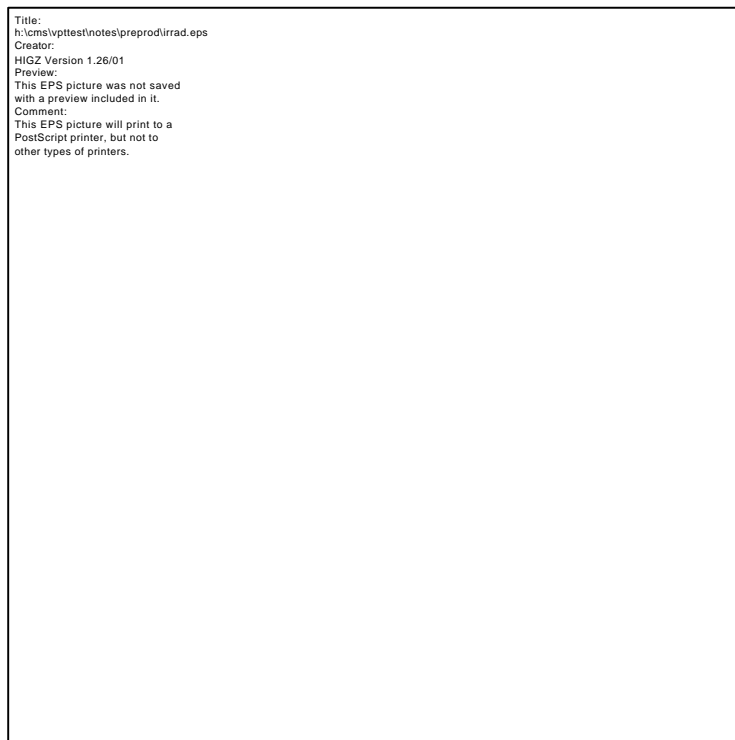 Title:
h:\cms\vpttest\notes\preprod\irrad.eps
Creator:
HIGZ Version 1.26/01
Preview:
This EPS picture was not saved
with a preview included in it.
Comment:
This EPS picture will print to a
PostScript printer, but not to
other types of printers.